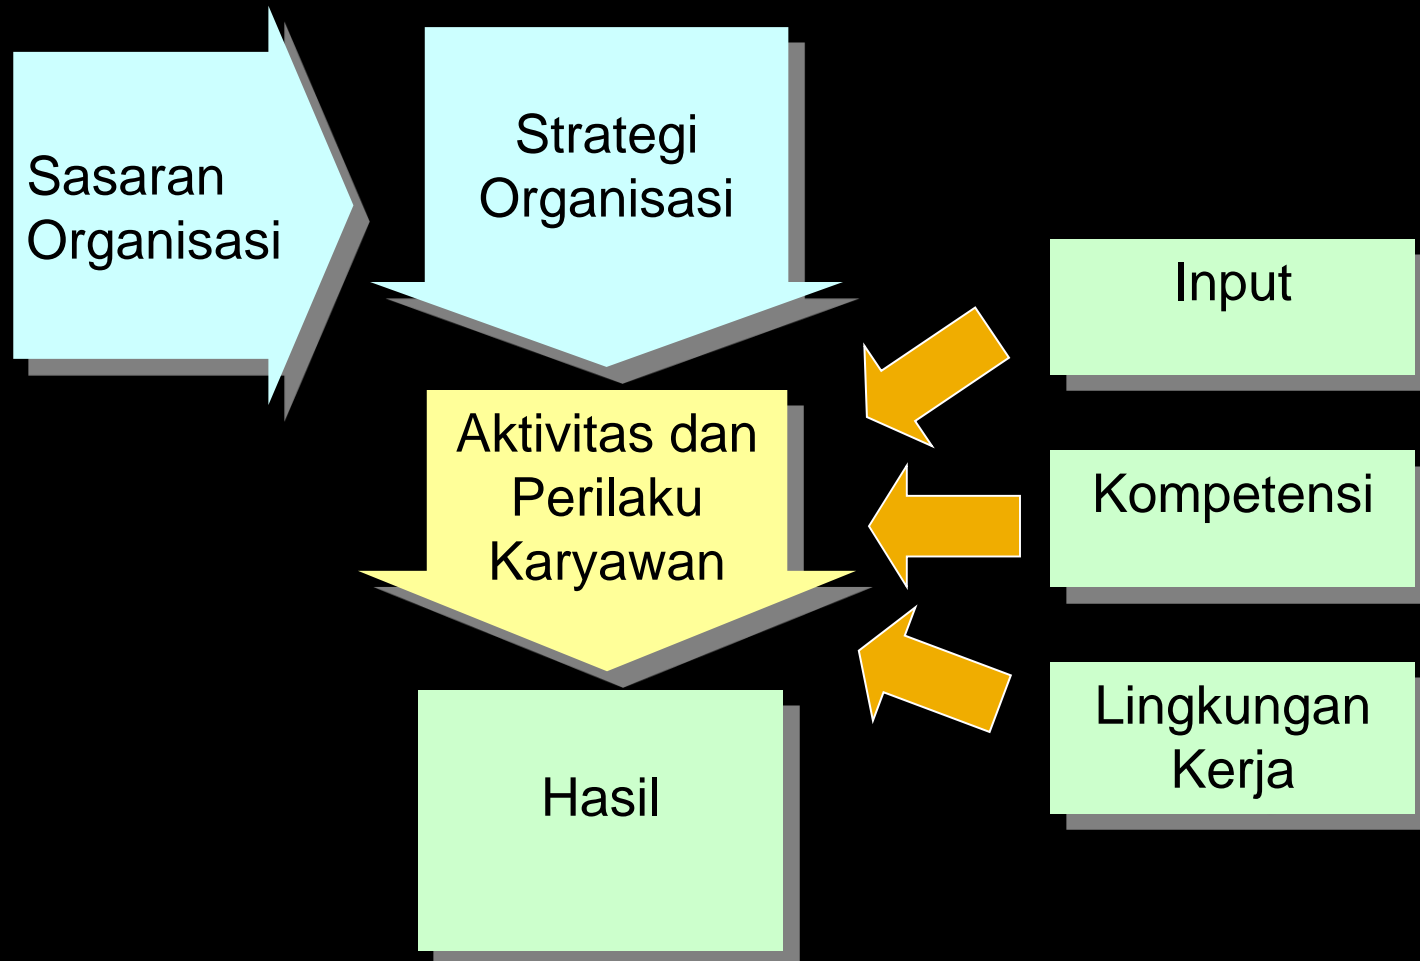 Sasaran
Organisasi
Strategi
Organisasi
Input
Aktivitas dan
Perilaku
Karyawan
Kompetensi
Lingkungan
Kerja
Hasil